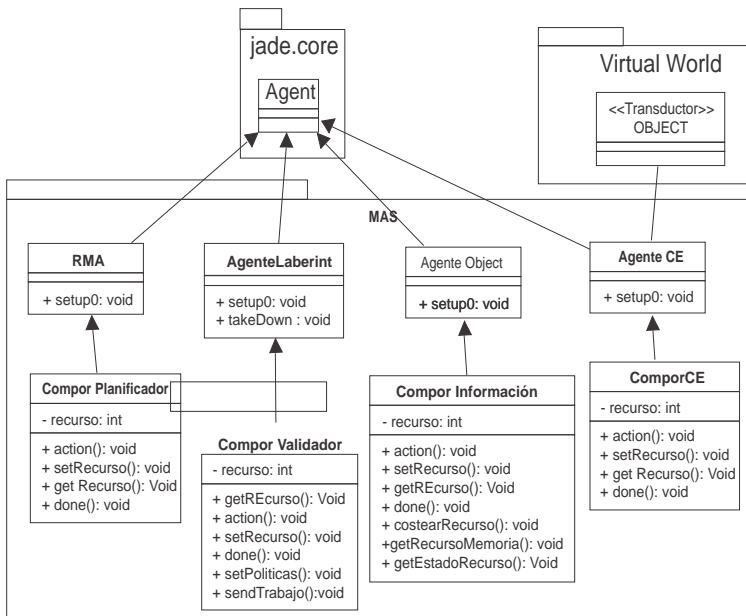 jade.core
Agent
Virtual World
<<Transductor>>
OBJECT
MAS
RMA
+ setup0: void
AgenteLaberint
+ setup0: void
+ takeDown : void
Agente Object
+ setup0: void
Agente CE
+ setup0: void
Compor Planificador
- recurso: int
+ action(): void
+ setRecurso(): void
+ get Recurso(): Void
+ done(): void
Compor Validador
- recurso: int
+ getREcurso(): Void
+ action(): void
+ setRecurso(): void
+ done(): void
+ setPoliticas(): void
+ sendTrabajo():void
Compor Información
- recurso: int
+ action(): void
+ setRecurso(): void
+ getREcurso(): Void
+ done(): void
+ costearRecurso(): void
+getRecursoMemoria(): void
+ getEstadoRecurso(): Void
ComporCE
- recurso: int
+ action(): void
+ setRecurso(): void
+ get Recurso(): Void
+ done(): void